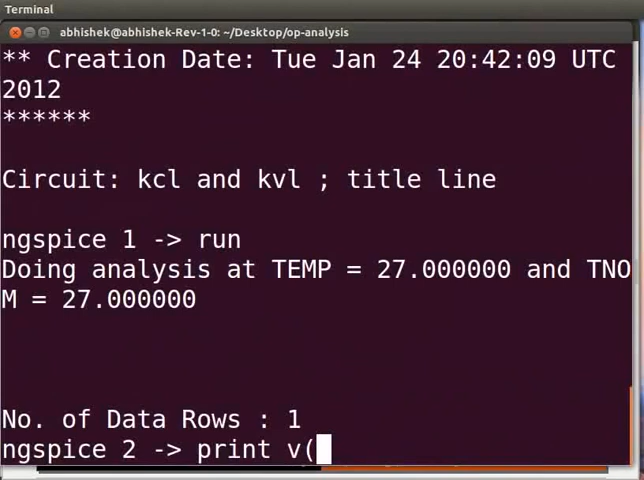 Terminal
abhishek@abhishek-Rev-1-0: ~/Desktop/op-analysis
** Creation Date: Tue Jan 24 20:42:09 UTC
2012
******
Circuit: kcl and kvl ; title line
ngspice 1 -> run
Doing analysis at TEMP = 27.000000 and TNO
M = 27.000000
No. of Data Rows : 1
ngspice 2 -> print v(